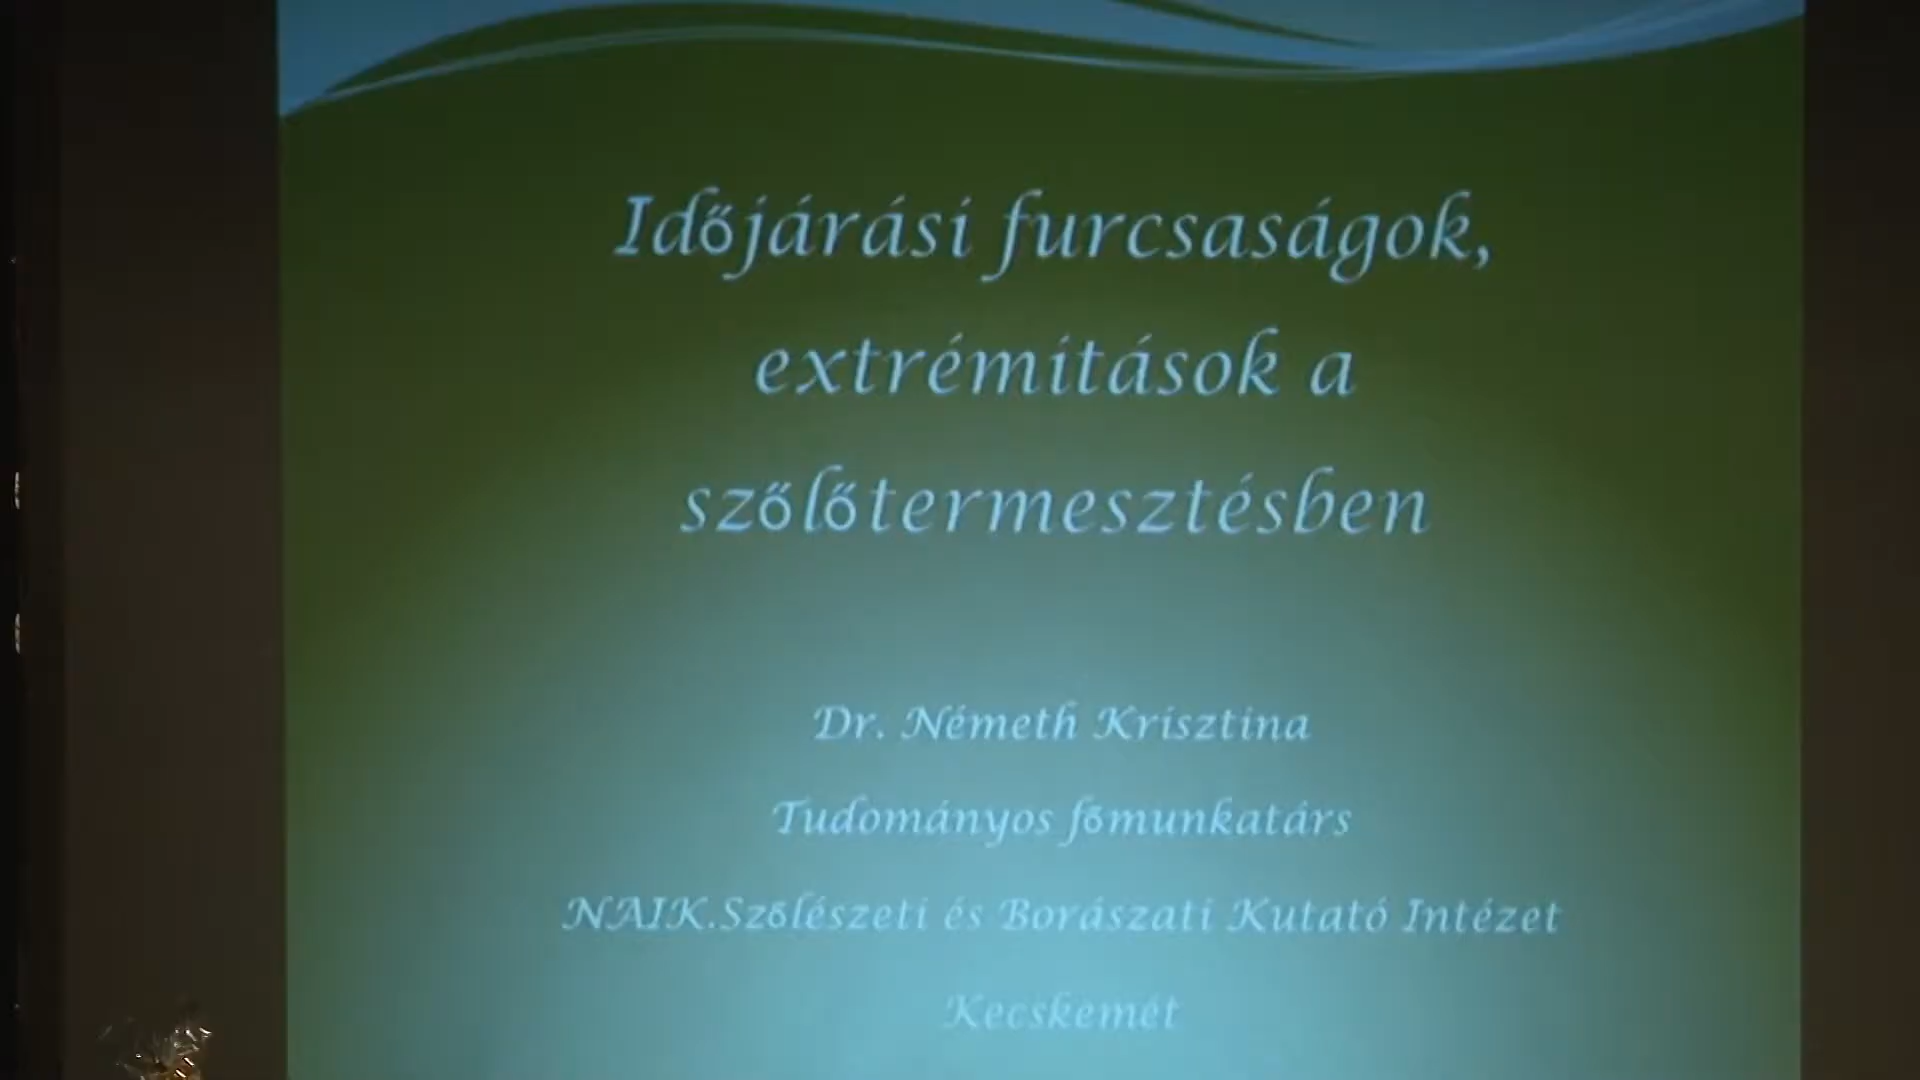 Időjárási furcsaságok,
extrémitások a
szőlőtermesztésben
Dr. Németh Krisztina
Tudományos főmunkatárs
NAIK.Szőlészeti és Borászati Kutató Intézet
Kecskemét